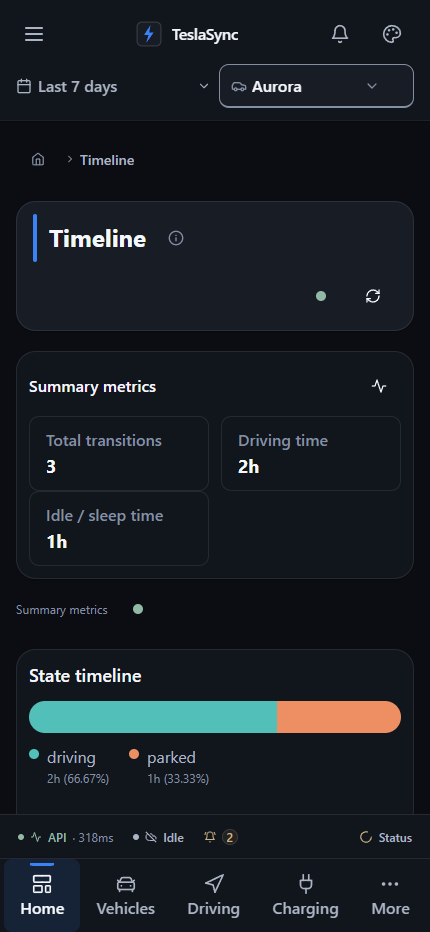 TeslaSync
Last 7 days
Aurora
Timeline
Timeline
Summary metrics
Total transitions
3
Driving time
2h
Idle / sleep time
1h
Summary metrics
State timeline
driving
2h (66.67%)
parked
1h (33.33%)
API · 318ms
Idle
2
Status
Home
Vehicles
Driving
Charging
More